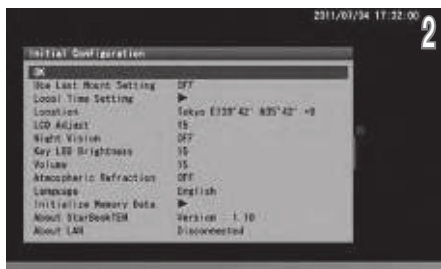 2011/07/04 17:32:00
2
Initial Configuration
OK
Use Last Mount Setting OFF
Local Time Setting ▶
Location Tokyo E139°42' N35°42' +9
LCD Adjust 15
Night Vision OFF
Key LED Brightness 15
Volume 15
Atmospheric Refraction OFF
Language English
Initialize Memory Data ▶
About StarBookTEN Version 1.10
About LAN Disconnected